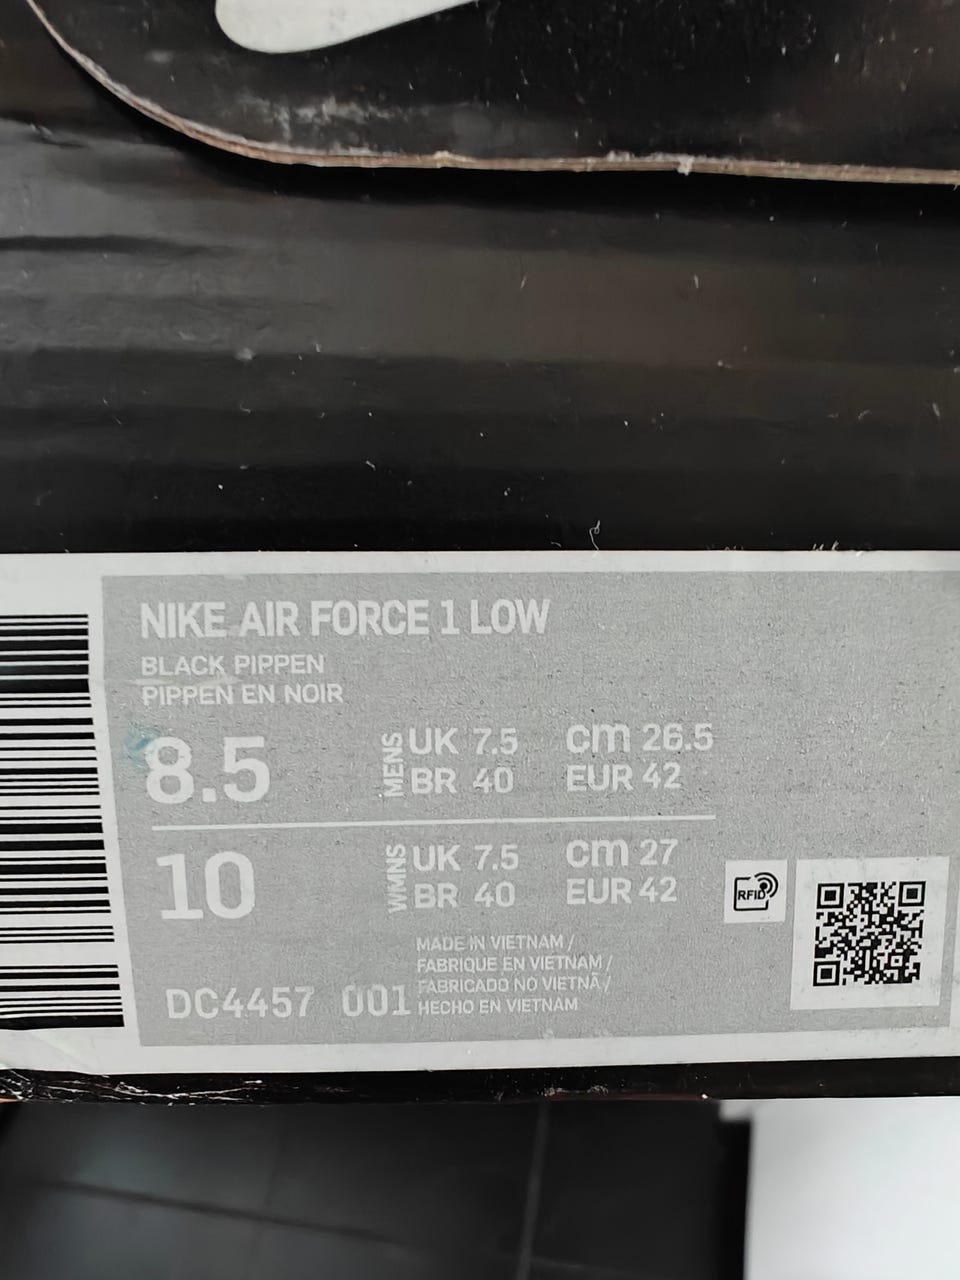 NIKE AIR FORCE 1 LOW
BLACK PIPPEN
PIPPEN EN NOIR
8.5 MENS UK 7.5 cm 26.5
BR 40 EUR 42
10 WMNS UK 7.5 cm 27
BR 40 EUR 42
RFID
MADE IN VIETNAM /
FABRIQUE EN VIETNAM /
FABRICADO NO VIETNÃ /
HECHO EN VIETNAM
DC4457 001